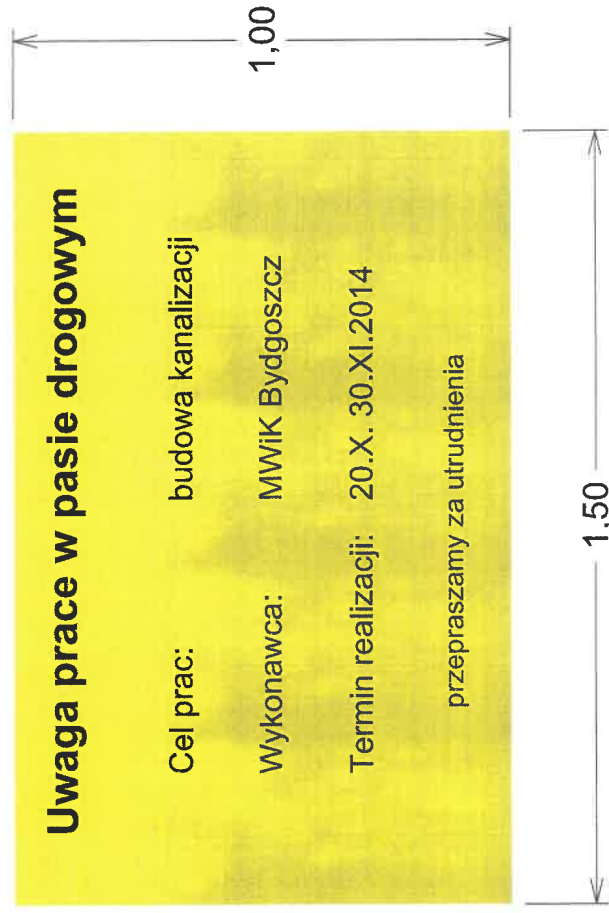 Uwaga prace w pasie drogowym
Cel prac: budowa kanalizacji
Wykonawca: MWiK Bydgoszcz
Termin realizacji: 20.X. 30.XI.2014
przepraszamy za utrudnienia
1,00
1,50